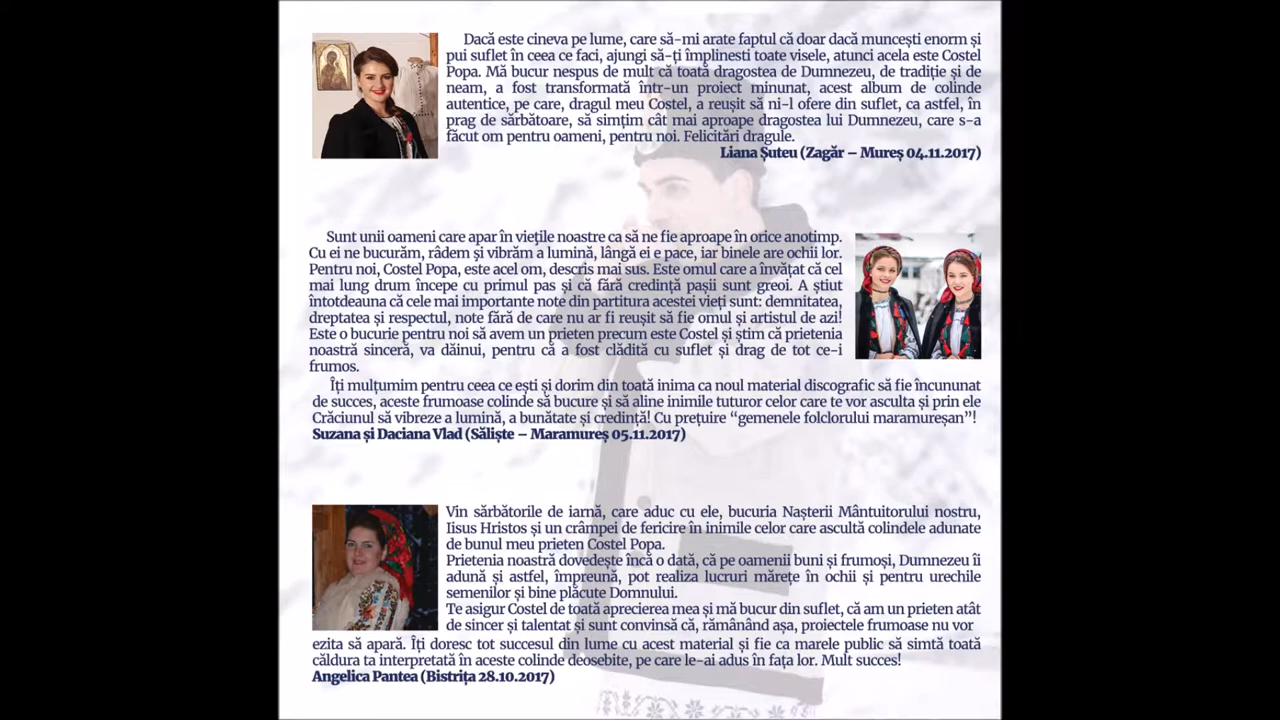 Dacă este cineva pe lume, care să-mi arate faptul că doar dacă muncești enorm și
pui suflet în ceea ce faci, ajungi să-ți împlinesti toate visele, atunci acela este Costel
Popa. Mă bucur nespus de mult că toată dragostea de Dumnezeu, de tradiție și de
neam, a fost transformată într-un proiect minunat, acest album de colinde
autentice, pe care, dragul meu Costel, a reușit să ni-l ofere din suflet, ca astfel, în
prag de sărbătoare, să simțim cât mai aproape dragostea lui Dumnezeu, care s-a
făcut om pentru oameni, pentru noi. Felicitări dragule.
Liana Șuteu (Zagăr – Mureș 04.11.2017)
Sunt unii oameni care apar în vieţile noastre ca să ne fie aproape în orice anotimp.
Cu ei ne bucurăm, râdem şi vibrăm a lumină, lângă ei e pace, iar binele are ochii lor.
Pentru noi, Costel Popa, este acel om, descris mai sus. Este omul care a învățat că cel
mai lung drum începe cu primul pas și că fără credință pașii sunt greoi. A știut
întotdeauna că cele mai importante note din partitura acestei vieți sunt: demnitatea,
dreptatea și respectul, note fără de care nu ar fi reușit să fie omul și artistul de azi!
Este o bucurie pentru noi să avem un prieten precum este Costel și știm că prietenia
noastră sinceră, va dăinui, pentru că a fost clădită cu suflet și drag de tot ce-i
frumos.
Îți mulțumim pentru ceea ce ești și dorim din toată inima ca noul material discografic să fie încununat
de succes, aceste frumoase colinde să bucure și să aline inimile tuturor celor care te vor asculta și prin ele
Crăciunul să vibreze a lumină, a bunătate și credință! Cu prețuire “gemenele folclorului maramureșan”!
Suzana și Daciana Vlad (Săliște – Maramureș 05.11.2017)
Vin sărbătorile de iarnă, care aduc cu ele, bucuria Nașterii Mântuitorului nostru,
Iisus Hristos și un crâmpei de fericire în inimile celor care ascultă colindele adunate
de bunul meu prieten Costel Popa.
Prietenia noastră dovedește încă o dată, că pe oamenii buni și frumoși, Dumnezeu îi
adună și astfel, împreună, pot realiza lucruri mărețe în ochii și pentru urechile
semenilor și bine plăcute Domnului.
Te asigur Costel de toată aprecierea mea și mă bucur din suflet, că am un prieten atât
de sincer și talentat și sunt convinsă că, rămânând așa, proiectele frumoase nu vor
ezita să apară. Îți doresc tot succesul din lume cu acest material și fie ca marele public să simtă toată
căldura ta interpretată în aceste colinde deosebite, pe care le-ai adus în fața lor. Mult succes!
Angelica Pantea (Bistrița 28.10.2017)